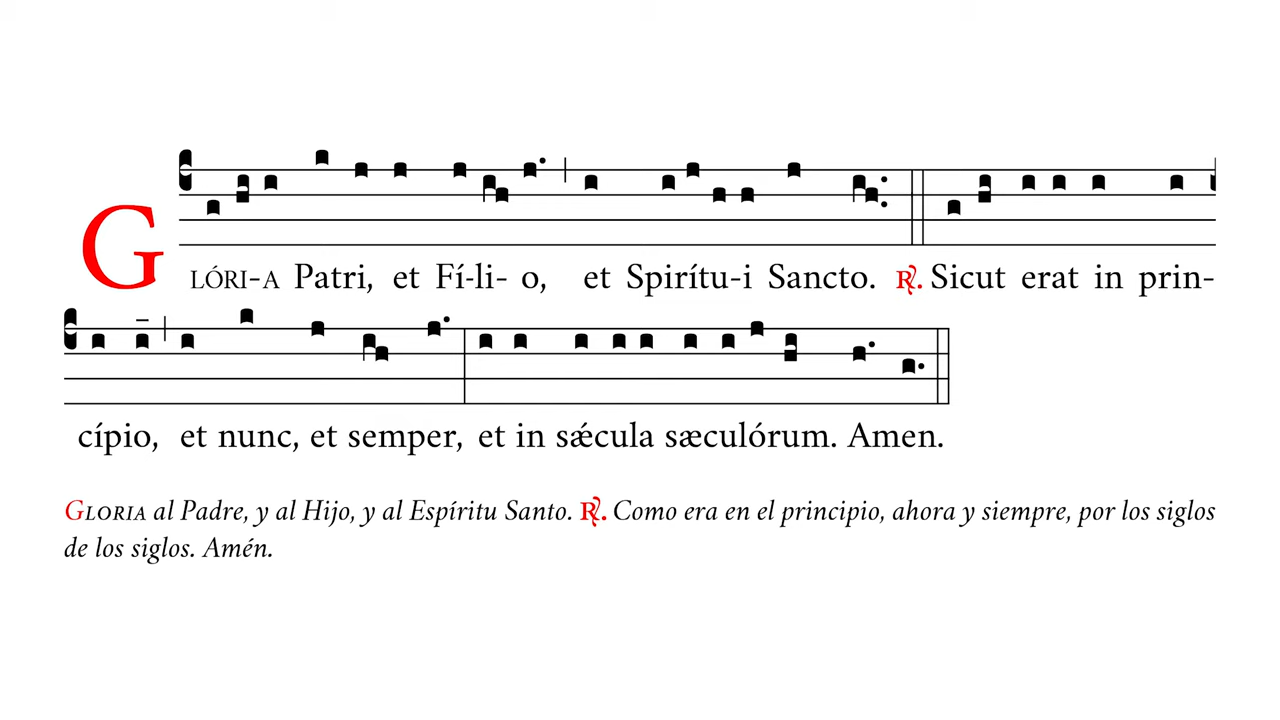 GLÓRI-A Patri, et Fí-li- o, et Spirítu-i Sancto. ℟. Sicut erat in prin-
cípio, et nunc, et semper, et in sǽcula sæculórum. Amen.
GLORIA al Padre, y al Hijo, y al Espíritu Santo. ℟. Como era en el principio, ahora y siempre, por los siglos
de los siglos. Amén.